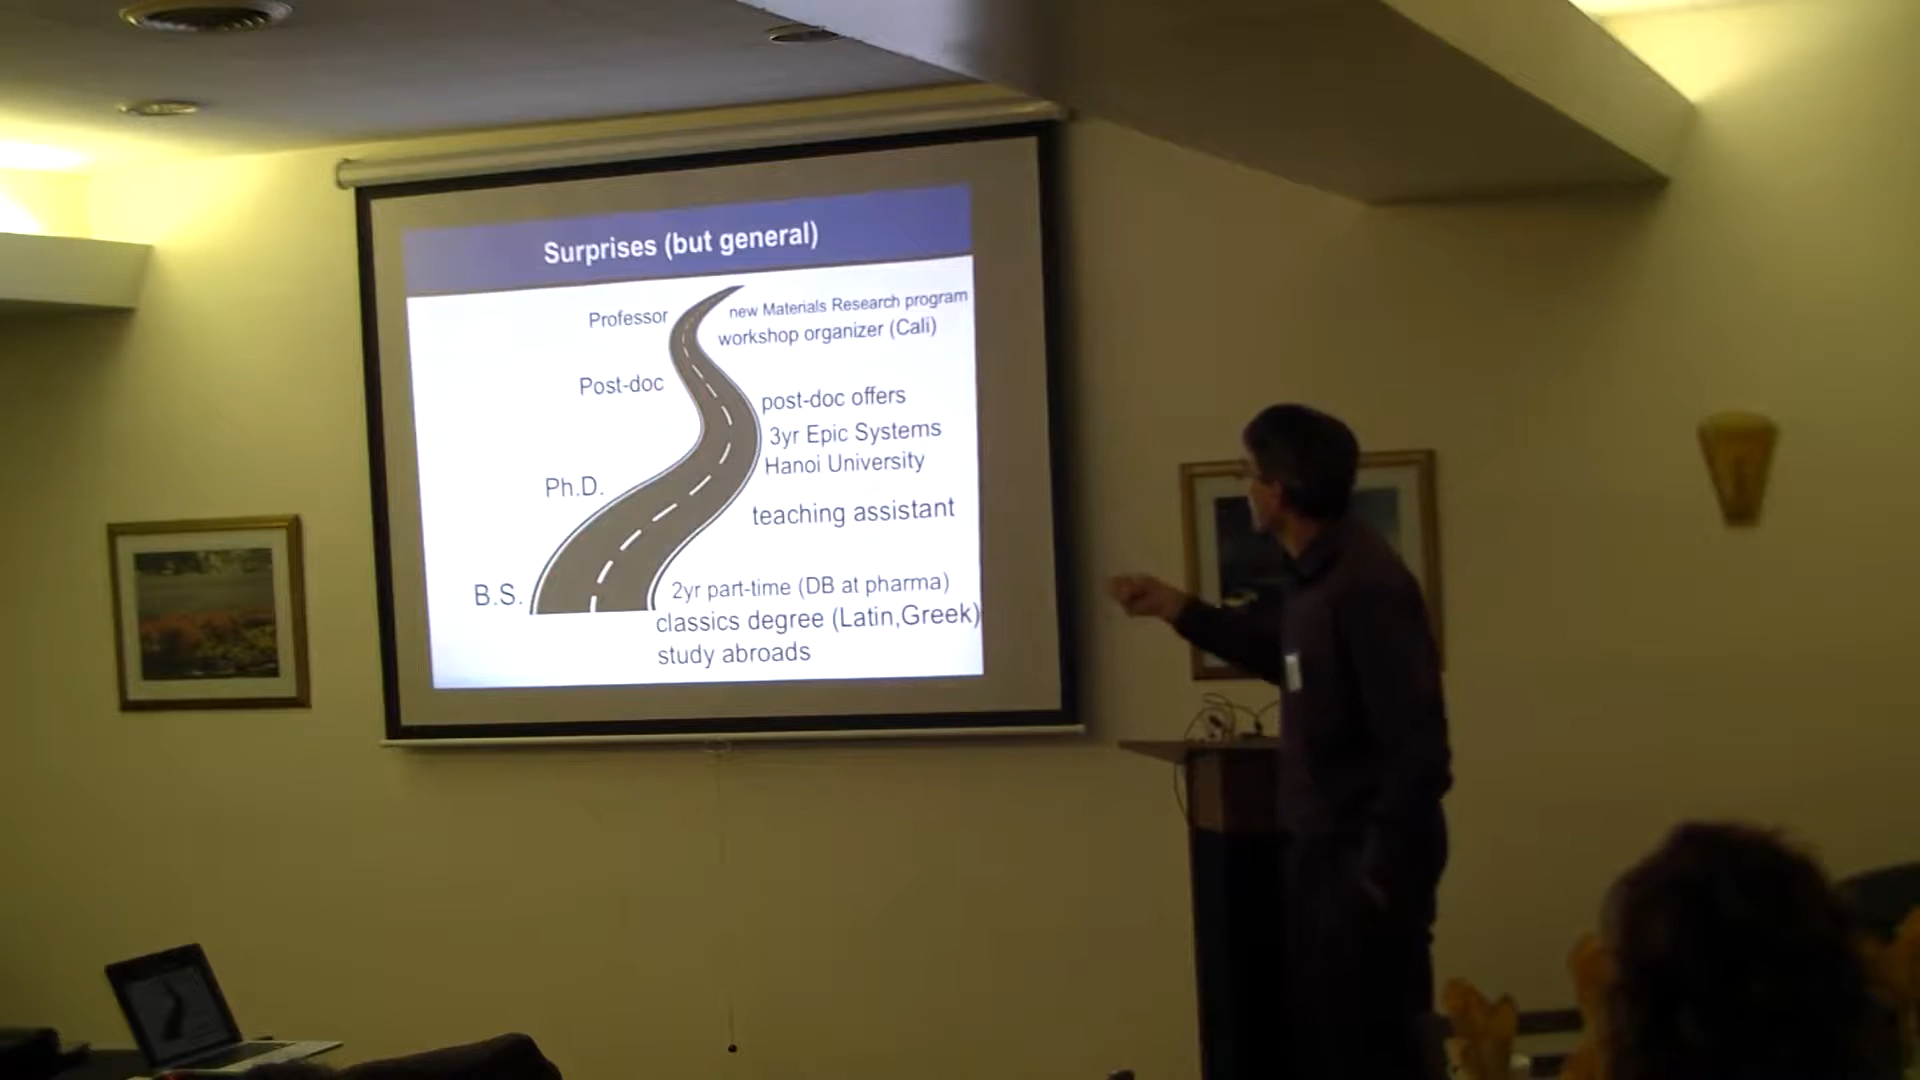 Surprises (but general)
Professor
new Materials Research program
workshop organizer (Cali)
Post-doc
post-doc offers
3yr Epic Systems
Hanoi University
Ph.D.
teaching assistant
B.S.
2yr part-time (DB at pharma)
classics degree (Latin,Greek)
study abroads